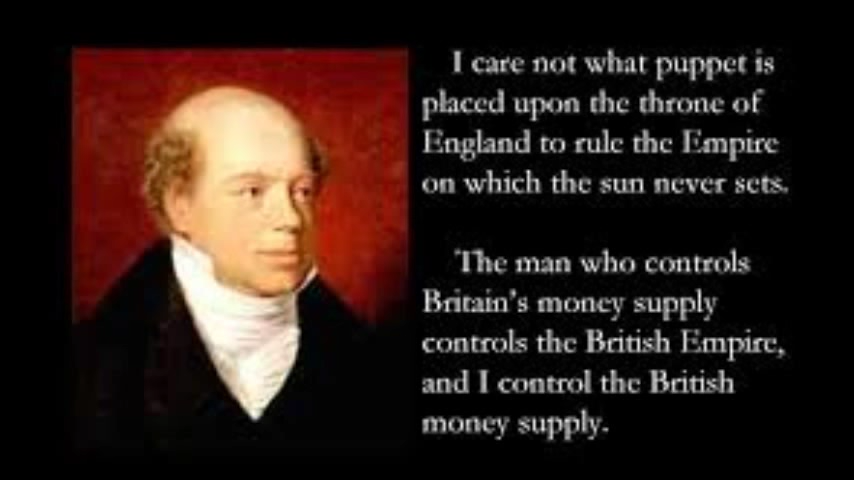 I care not what puppet is
placed upon the throne of
England to rule the Empire
on which the sun never sets.
The man who controls
Britain's money supply
controls the British Empire,
and I control the British
money supply.